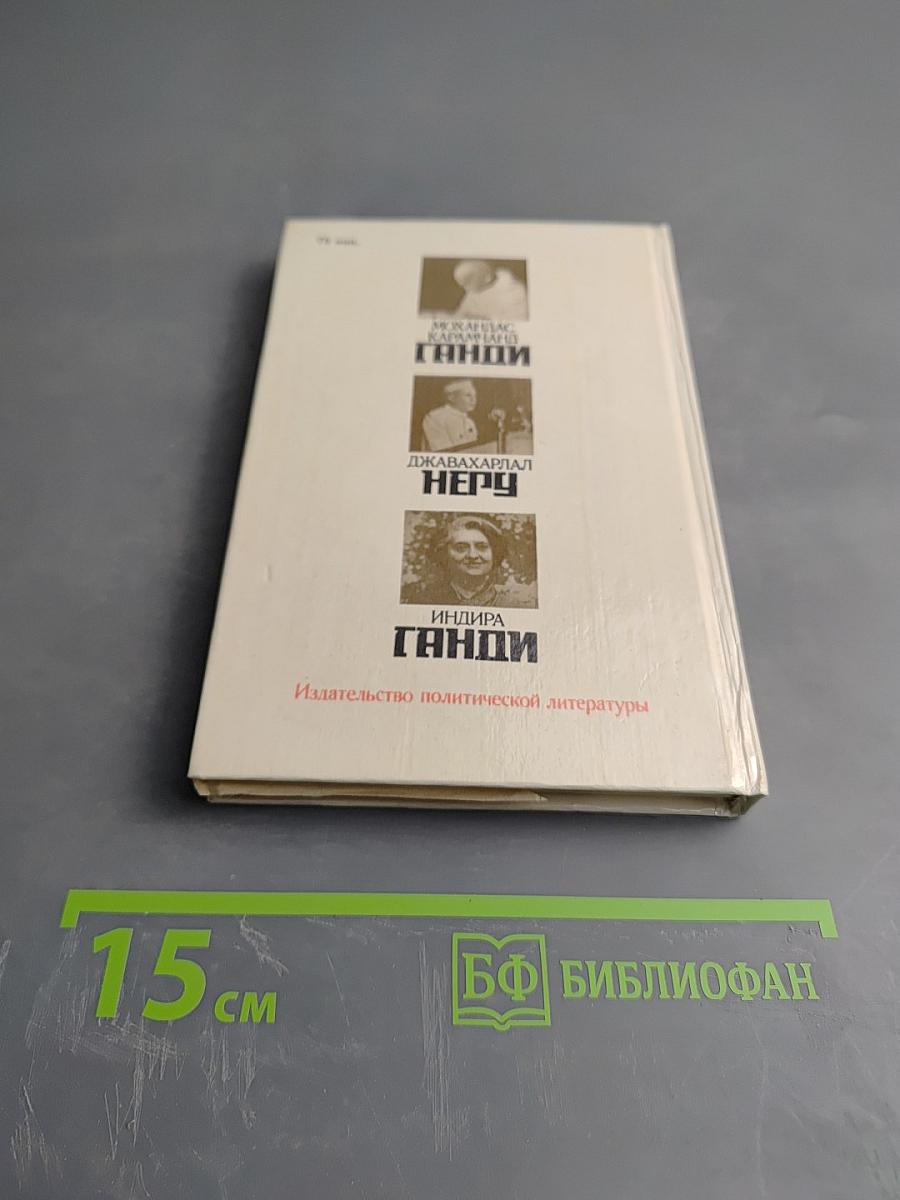 МОХАНДАС
КАРАМЧАНД
ГАНДИ
ДЖАВАХАРЛАЛ
НЕРУ
ИНДИРА
ГАНДИ
Издательство политической литературы
15 см
БФ БИБЛИОФАН